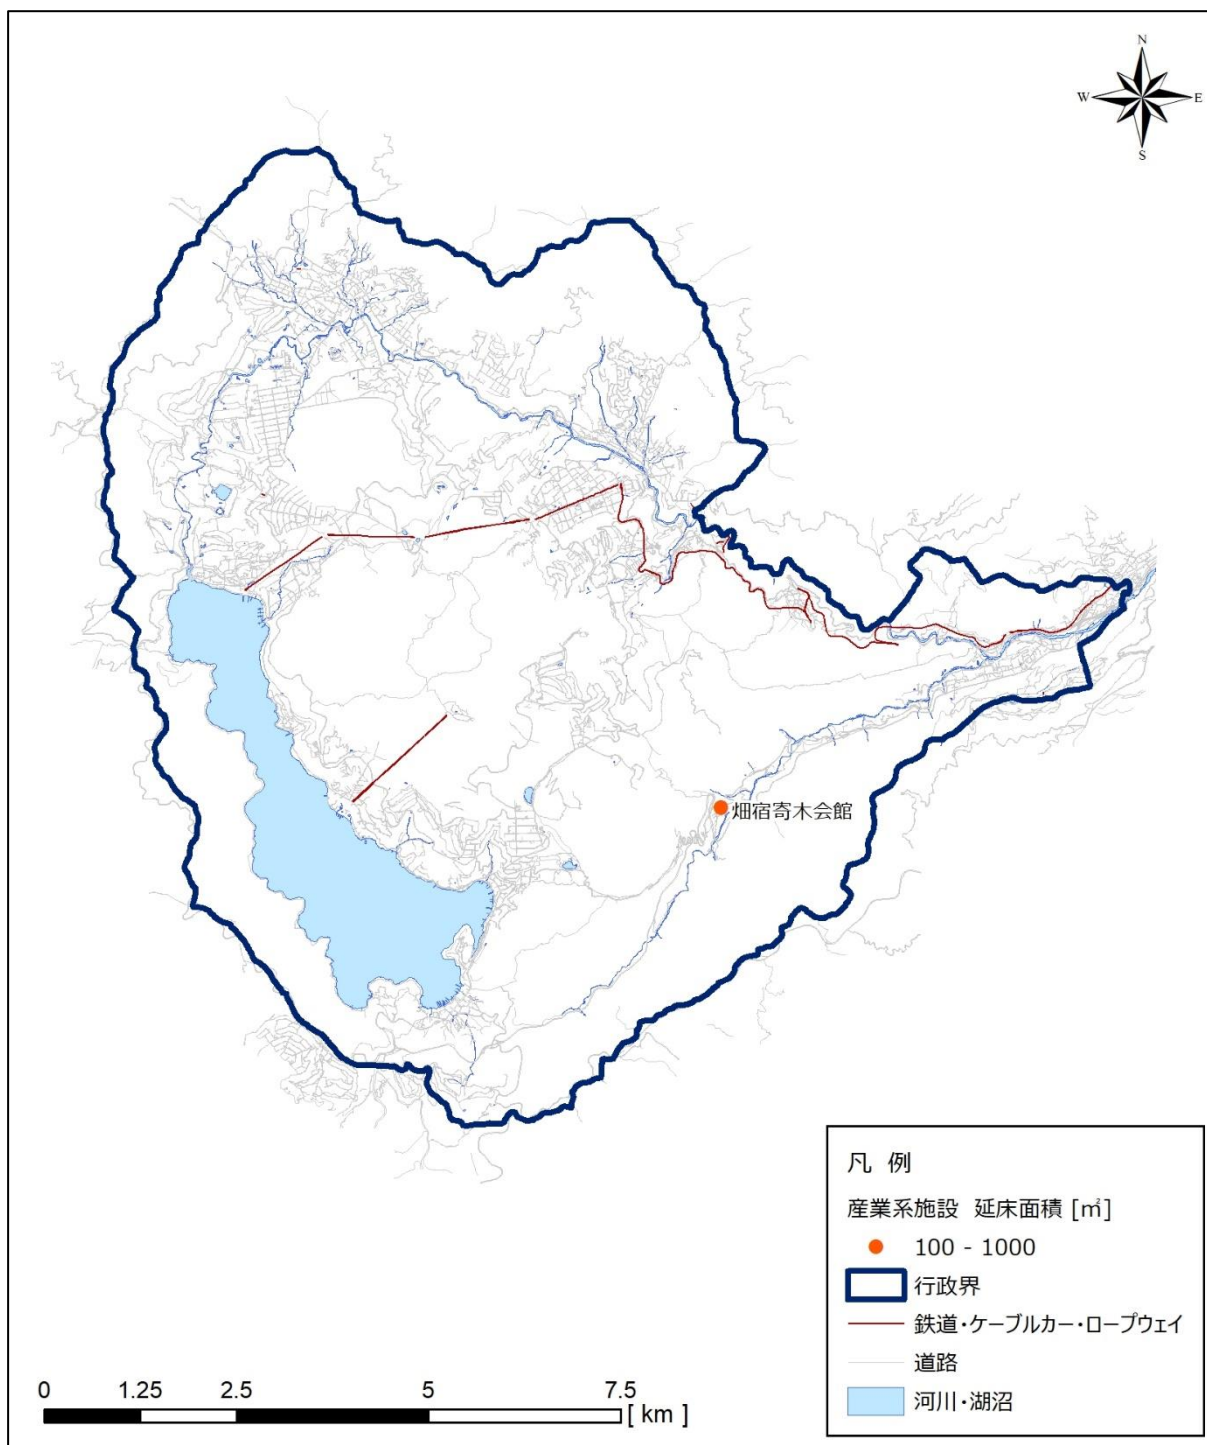 N
W E
S
畑宿寄木会館
凡 例
産業系施設 延床面積 [㎡]
100 - 1000
行政界
鉄道・ケーブルカー・ロープウェイ
道路
河川・湖沼
0 1.25 2.5 5 7.5
[ km ]